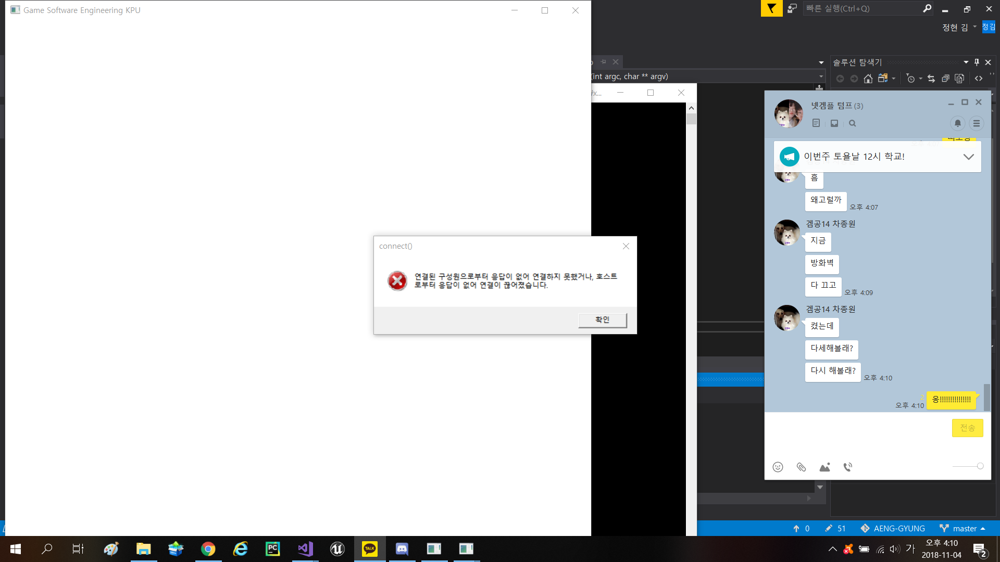 Game Software Engineering KPU
빠른 실행(Ctrl+Q)
정현 김
정김
(int argc, char ** argv)
솔루션 탐색기
넷겜플 텀프(3)
이번주 토욜날 12시 학교!
흠
왜고럴까
오후 4:07
겜공14 차종원
지금
방화벽
다 끄고
오후 4:09
겜공14 차종원
켰는데
다세해볼래?
다시 해볼래?
오후 4:10
2
오후 4:10
옹!!!!!!!!!!!!!!!
전송
connect()
연결된 구성원으로부터 응답이 없어 연결하지 못했거나, 호스트
로부터 응답이 없어 연결이 끊어졌습니다.
확인
0
51
AENG-GYUNG
master
PC
TALK
가
오후 4:10
2018-11-04
2